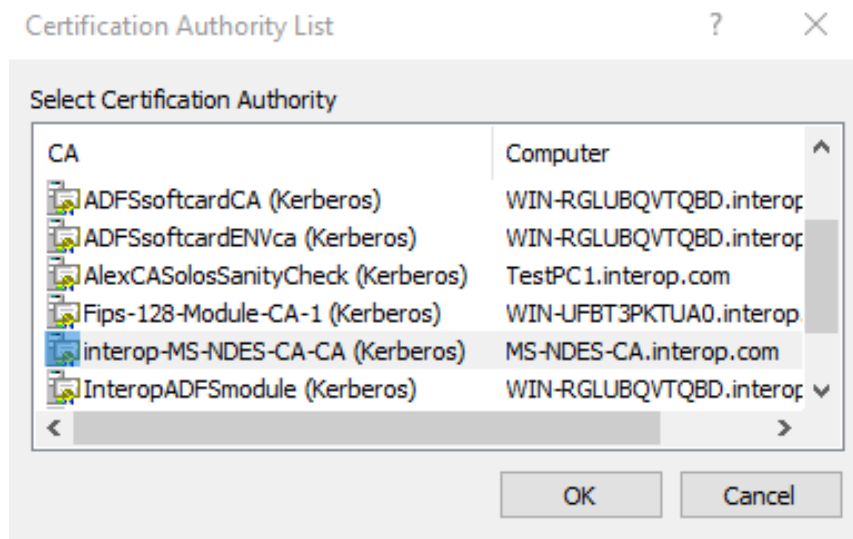 Certification Authority List ?
Select Certification Authority
CA Computer
ADFSsoftcardCA (Kerberos) WIN-RGLUBQVTQBD.interop
ADFSsoftcardENVca (Kerberos) WIN-RGLUBQVTQBD.interop
AlexCASolosSanityCheck (Kerberos) TestPC1.interop.com
Fips-128-Module-CA-1 (Kerberos) WIN-UFBT3PKTUA0.interop.
interop-MS-NDES-CA-CA (Kerberos) MS-NDES-CA.interop.com
InteropADFSmodule (Kerberos) WIN-RGLUBQVTQBD.interop
OK Cancel